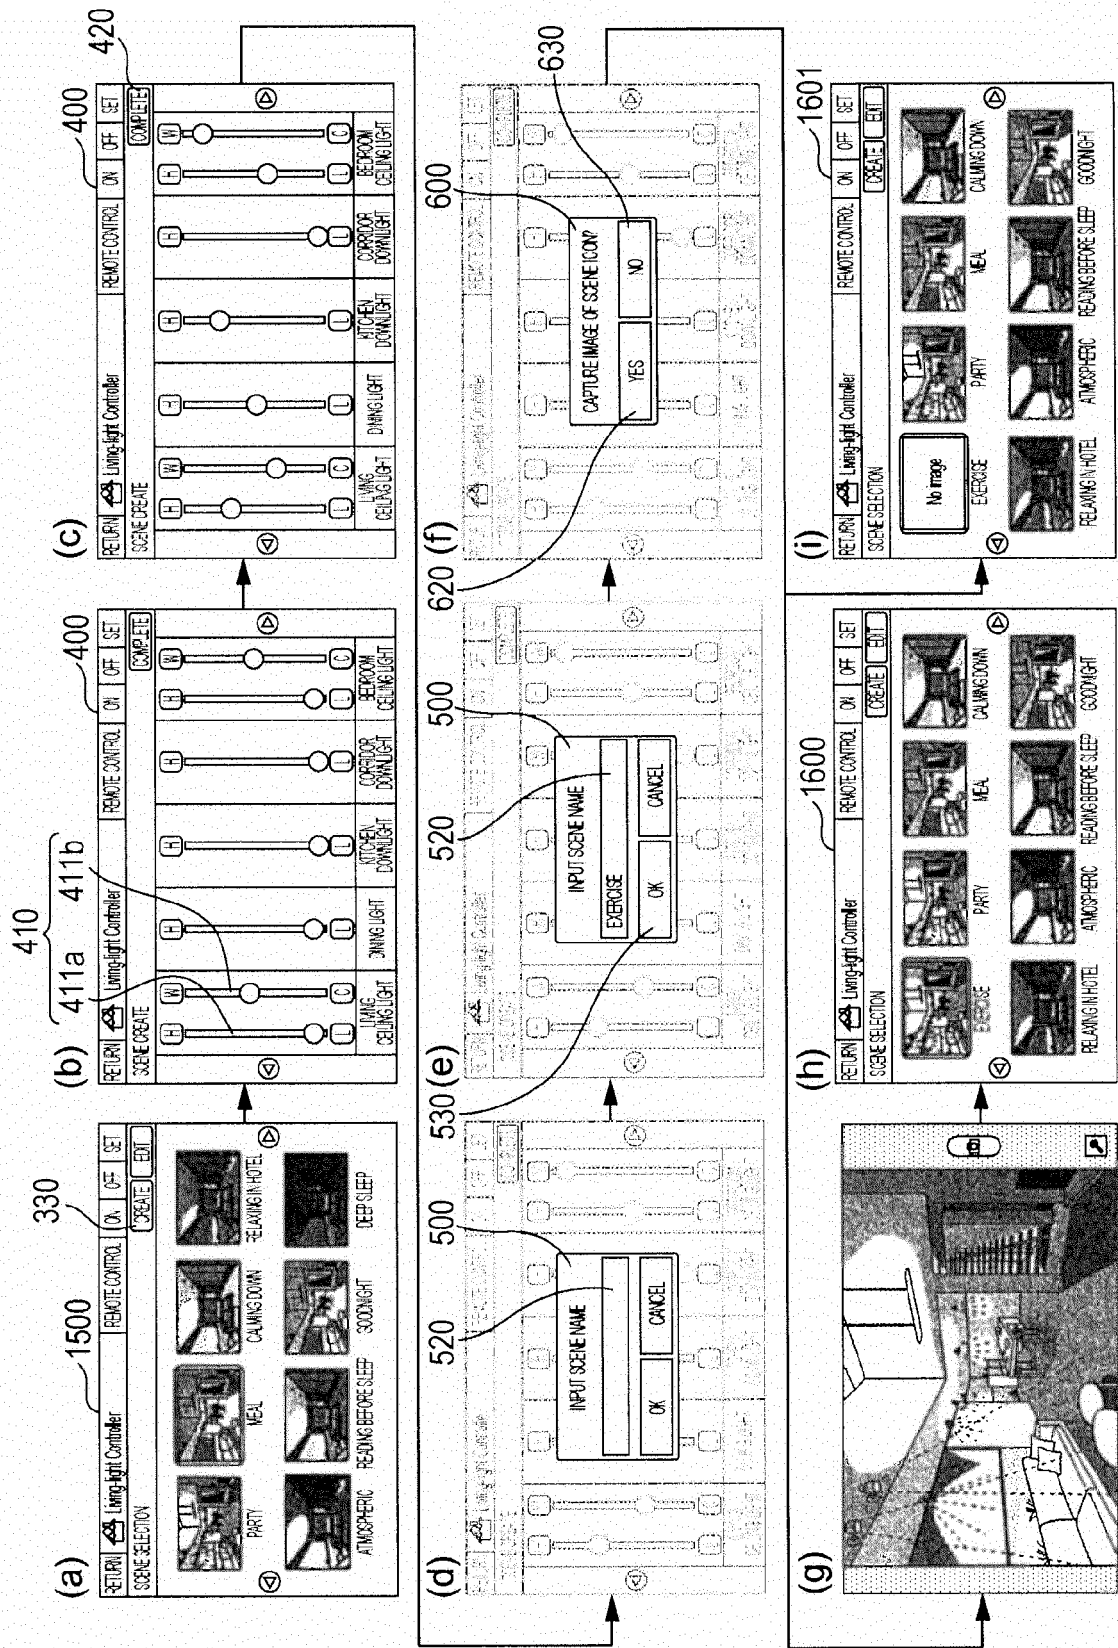 (a)
1500
330
RETURN Living-light Controller REMOTE CONTROL ON OFF SET
SCENE SELECTION CREATE EDIT
PARTY MEAL CALMING DOWN RELAXING IN HOTEL
ATMOSPHERIC READING BEFORE SLEEP GOODNIGHT DEEP SLEEP
(b)
410
411a 411b
400
RETURN Living-light Controller REMOTE CONTROL ON OFF SET
SCENE CREATE COMPLETE
H W H H H H W
L C L L L L C
LIVING CEILING LIGHT DINING LIGHT KITCHEN DOWNLIGHT CORRIDOR DOWNLIGHT BEDROOM CEILING LIGHT
(c)
400
420
RETURN Living-light Controller REMOTE CONTROL ON OFF SET
SCENE CREATE COMPLETE
H W H H H H W
L C L L L L C
LIVING CEILING LIGHT DINING LIGHT KITCHEN DOWNLIGHT CORRIDOR DOWNLIGHT BEDROOM CEILING LIGHT
(d)
520
500
INPUT SCENE NAME
OK CANCEL
(e)
530
520
500
INPUT SCENE NAME
EXERCISE
OK CANCEL
(f)
620
600
630
CAPTURE IMAGE OF SCENE ICON?
YES NO
(g)
(h)
1600
RETURN Living-light Controller REMOTE CONTROL ON OFF SET
SCENE SELECTION CREATE EDIT
EXERCISE PARTY MEAL CALMING DOWN
RELAXING IN HOTEL ATMOSPHERIC READING BEFORE SLEEP GOODNIGHT
(i)
1601
RETURN Living-light Controller REMOTE CONTROL ON OFF SET
SCENE SELECTION CREATE EDIT
No image
EXERCISE PARTY MEAL CALMING DOWN
RELAXING IN HOTEL ATMOSPHERIC READING BEFORE SLEEP GOODNIGHT